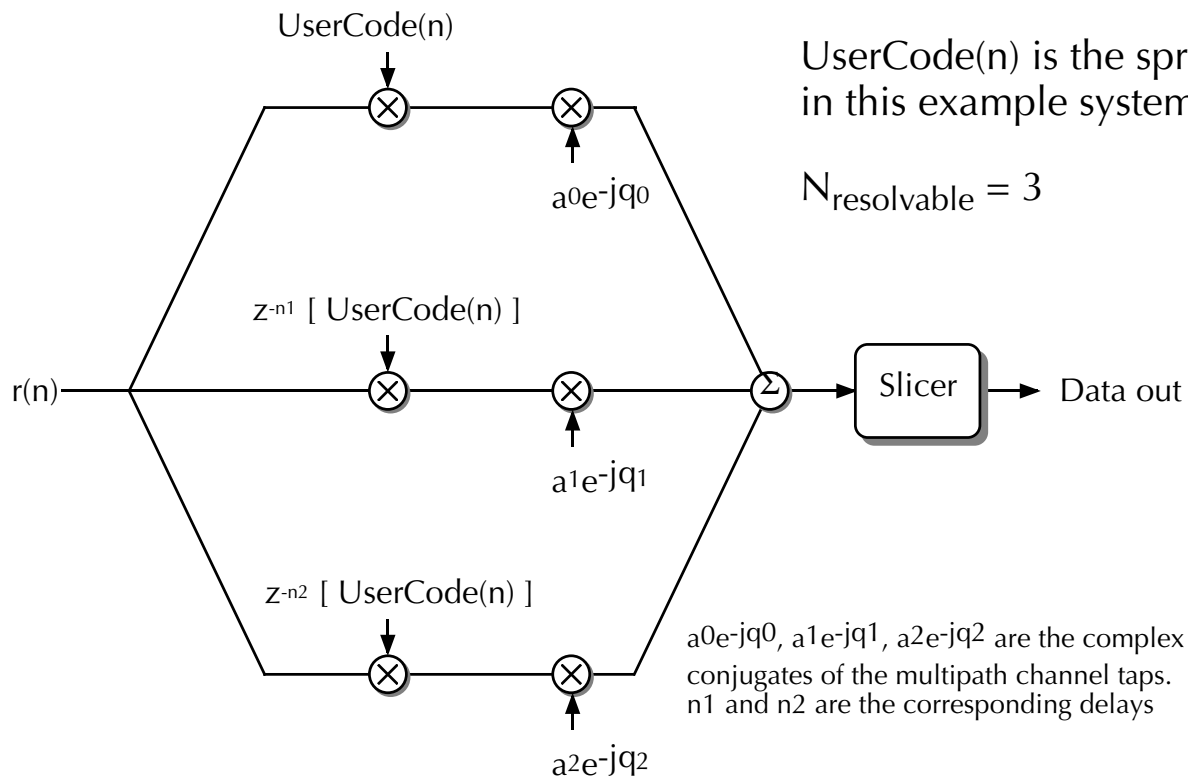 UserCode(n)
UserCode(n) is the
in this example system
N_resolvable = 3
a0e-jq0
z-n1 [ UserCode(n) ]
r(n)
Σ
Slicer
Data out
a1e-jq1
z-n2 [ UserCode(n) ]
a0e-jq0, a1e-jq1, a2e-jq2 are the complex
conjugates of the multipath channel taps.
n1 and n2 are the corresponding delays
a2e-jq2